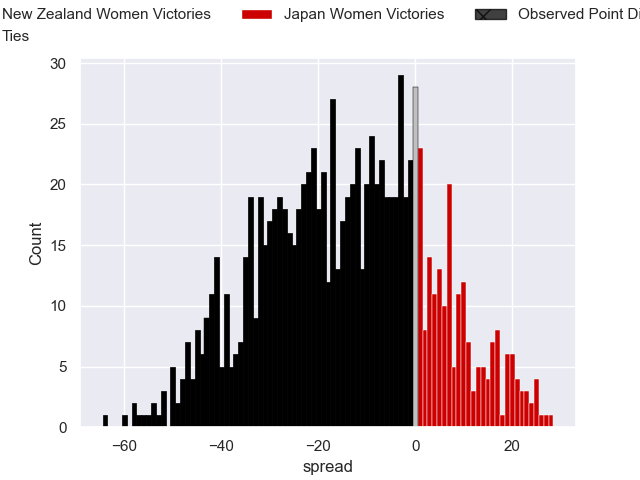 New Zealand Women Victories Japan Women Victories Observed Point Di
Ties
30
25
20
15
10
5
0
Count
−60 −40 −20 0 20
spread